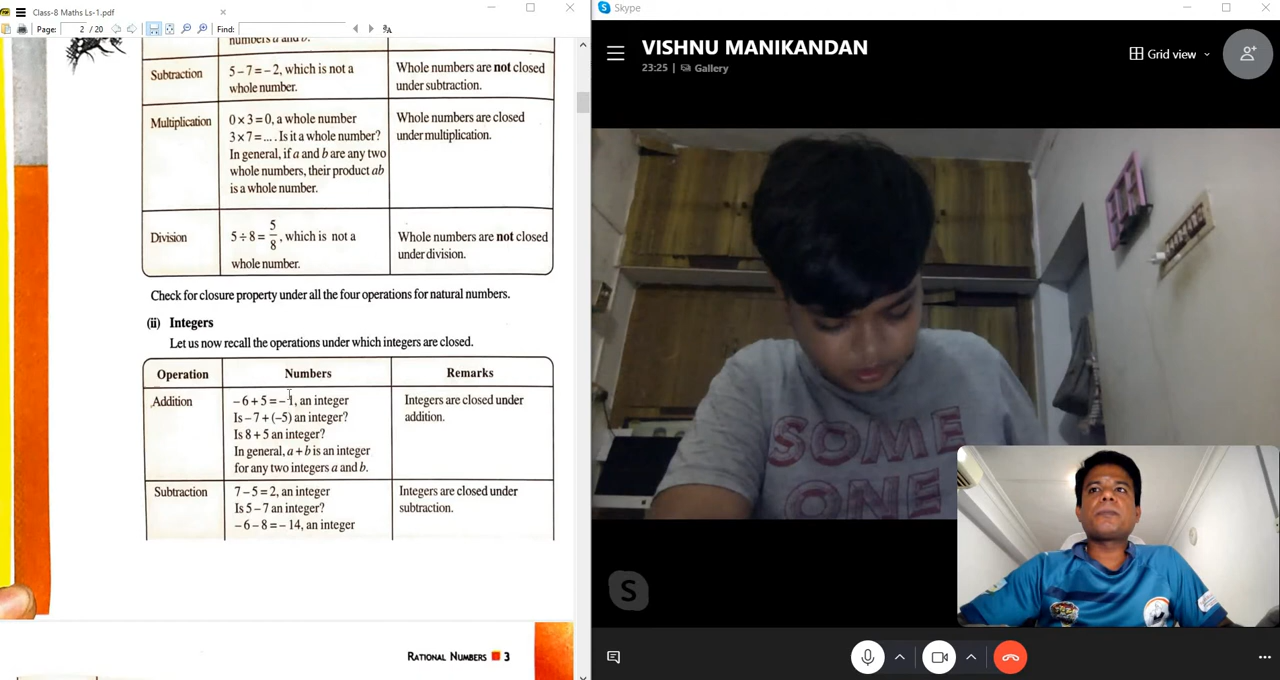 Class-8 Maths Ls-1.pdf
Page: 2 / 20 Find:
numbers a and b.
Subtraction 5 – 7 = – 2, which is not a Whole numbers are not closed
whole number. under subtraction.
Multiplication 0 × 3 = 0, a whole number Whole numbers are closed
3 × 7 = .... Is it a whole number? under multiplication.
In general, if a and b are any two
whole numbers, their product ab
is a whole number.
Division 5 ÷ 8 = 5/8, which is not a Whole numbers are not closed
whole number. under division.
Check for closure property under all the four operations for natural numbers.
(ii) Integers
Let us now recall the operations under which integers are closed.
Operation Numbers Remarks
Addition – 6 + 5 = – 1, an integer Integers are closed under
Is – 7 + (–5) an integer? addition.
Is 8 + 5 an integer?
In general, a + b is an integer
for any two integers a and b.
Subtraction 7 – 5 = 2, an integer Integers are closed under
Is 5 – 7 an integer? subtraction.
– 6 – 8 = – 14, an integer
RATIONAL NUMBERS 3
Skype
VISHNU MANIKANDAN
23:25 | Gallery
Grid view
SOME
ONE
S